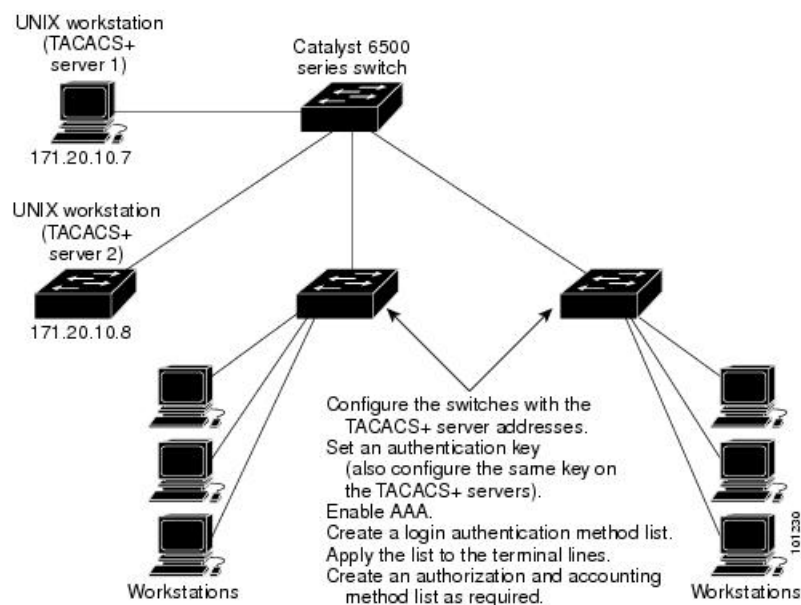 UNIX workstation
(TACACS+
server 1)
Catalyst 6500
series switch
171.20.10.7
UNIX workstation
(TACACS+
server 2)
171.20.10.8
Configure the switches with the
TACACS+ server addresses.
Set an authentication key
(also configure the same key on
the TACACS+ servers).
Enable AAA.
Create a login authentication method list.
Apply the list to the terminal lines.
Create an authorization and accounting
method list as required.
Workstations
Workstations
101230